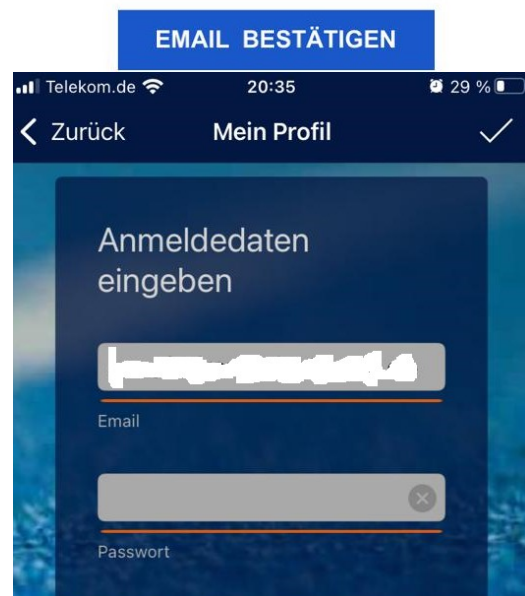 EMAIL BESTÄTIGEN
Telekom.de 20:35 29 %
Zurück Mein Profil
Anmeldedaten
eingeben
Email
Passwort